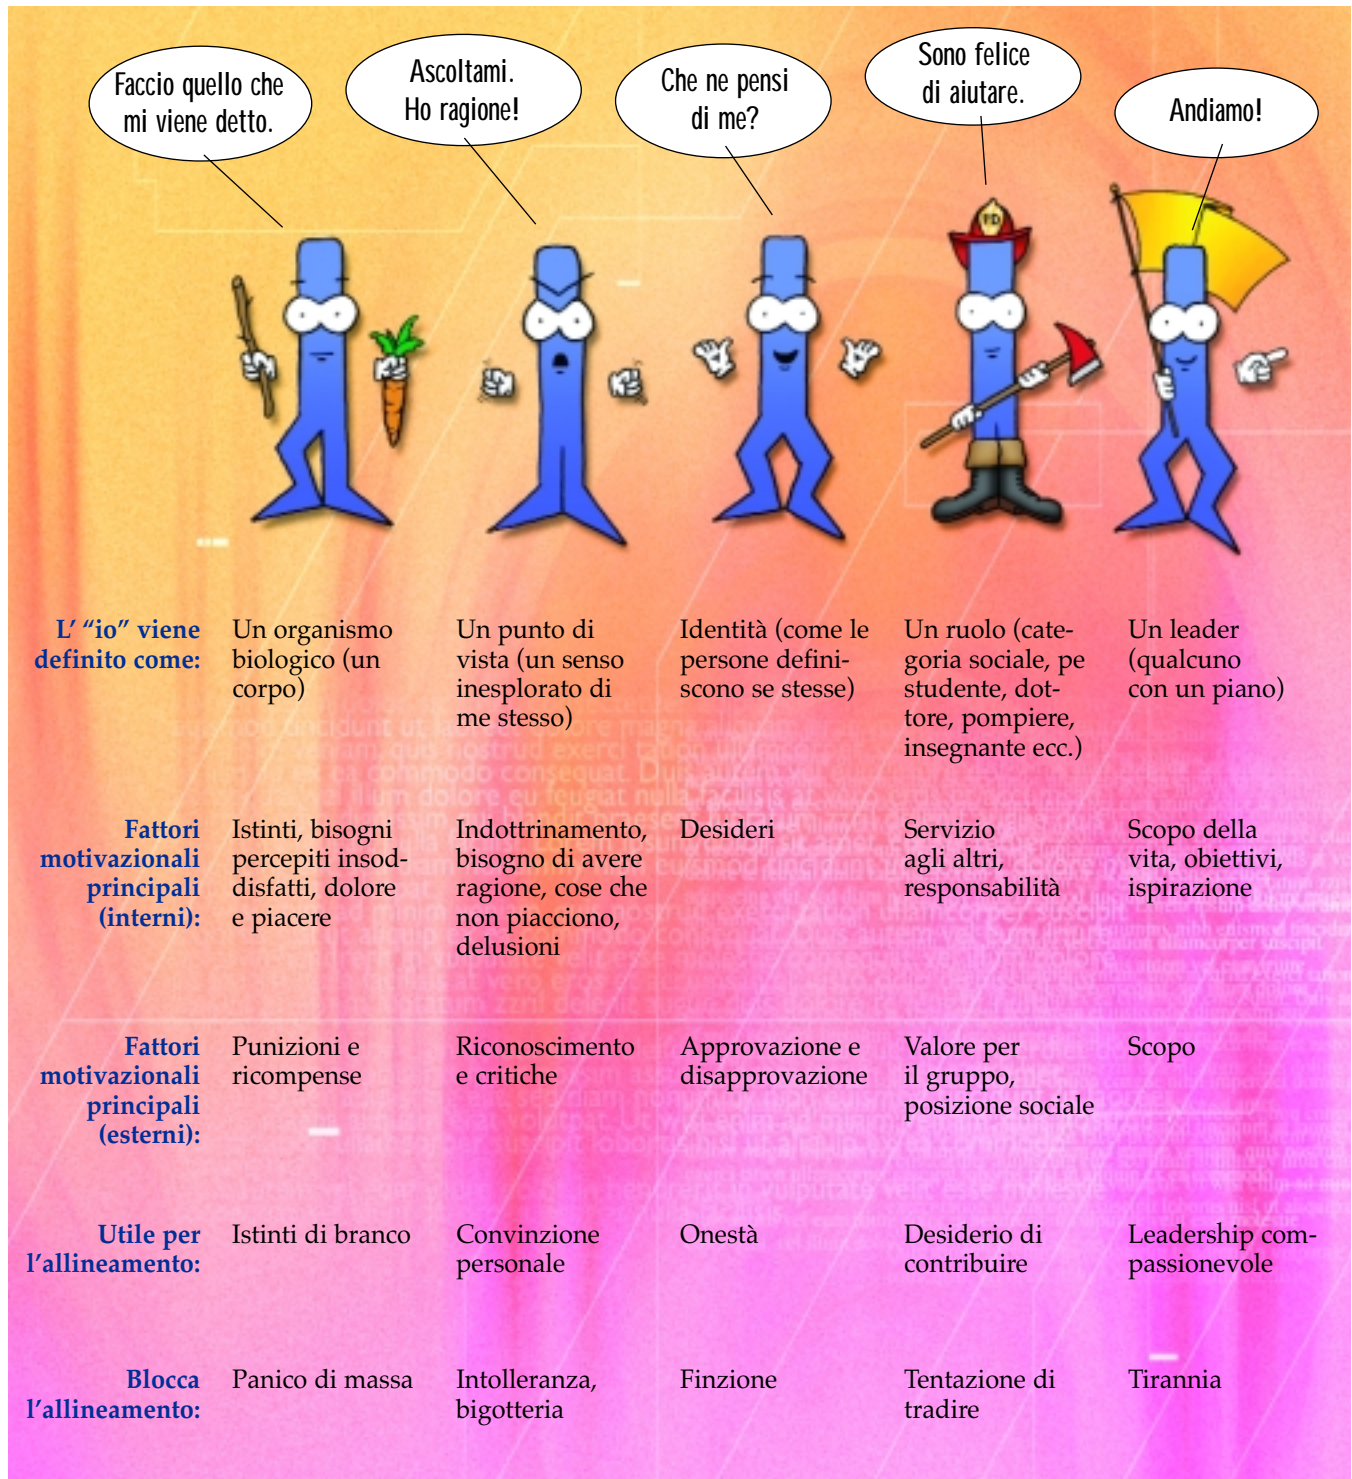 Faccio quello che
mi viene detto.
Ascoltami.
Ho ragione!
Che ne pensi
di me?
Sono felice
di aiutare.
Andiamo!
FD
L' “io” viene
definito come:
Un organismo
biologico (un
corpo)
Un punto di
vista (un senso
inesplorato di
me stesso)
Identità (come le
persone defini-
scono se stesse)
Un ruolo (cate-
goria sociale, pe
studente, dot-
tore, pompiere,
insegnante ecc.)
Un leader
(qualcuno
con un piano)
Fattori
motivazionali
principali
(interni):
Istinti, bisogni
percepiti insod-
disfatti, dolore
e piacere
Indottrinamento,
bisogno di avere
ragione, cose che
non piacciono,
delusioni
Desideri
Servizio
agli altri,
responsabilità
Scopo della
vita, obiettivi,
ispirazione
Fattori
motivazionali
principali
(esterni):
Punizioni e
ricompense
Riconoscimento
e critiche
Approvazione e
disapprovazione
Valore per
il gruppo,
posizione sociale
Scopo
Utile per
l'allineamento:
Istinti di branco
Convinzione
personale
Onestà
Desiderio di
contribuire
Leadership com-
passionevole
Blocca
l'allineamento:
Panico di massa
Intolleranza,
bigotteria
Finzione
Tentazione di
tradire
Tirannia